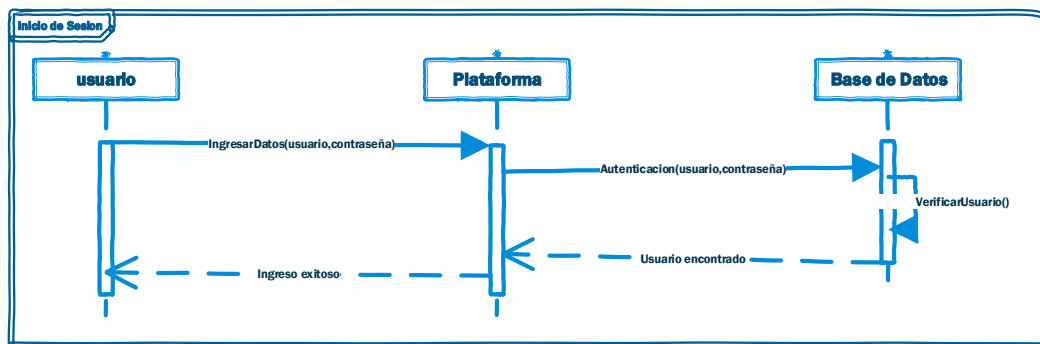 Inicio de Sesion
usuario
Plataforma
Base de Datos
IngresarDatos(usuario,contraseña)
Autenticacion(usuario,contraseña)
VerificarUsuario()
Usuario encontrado
Ingreso exitoso